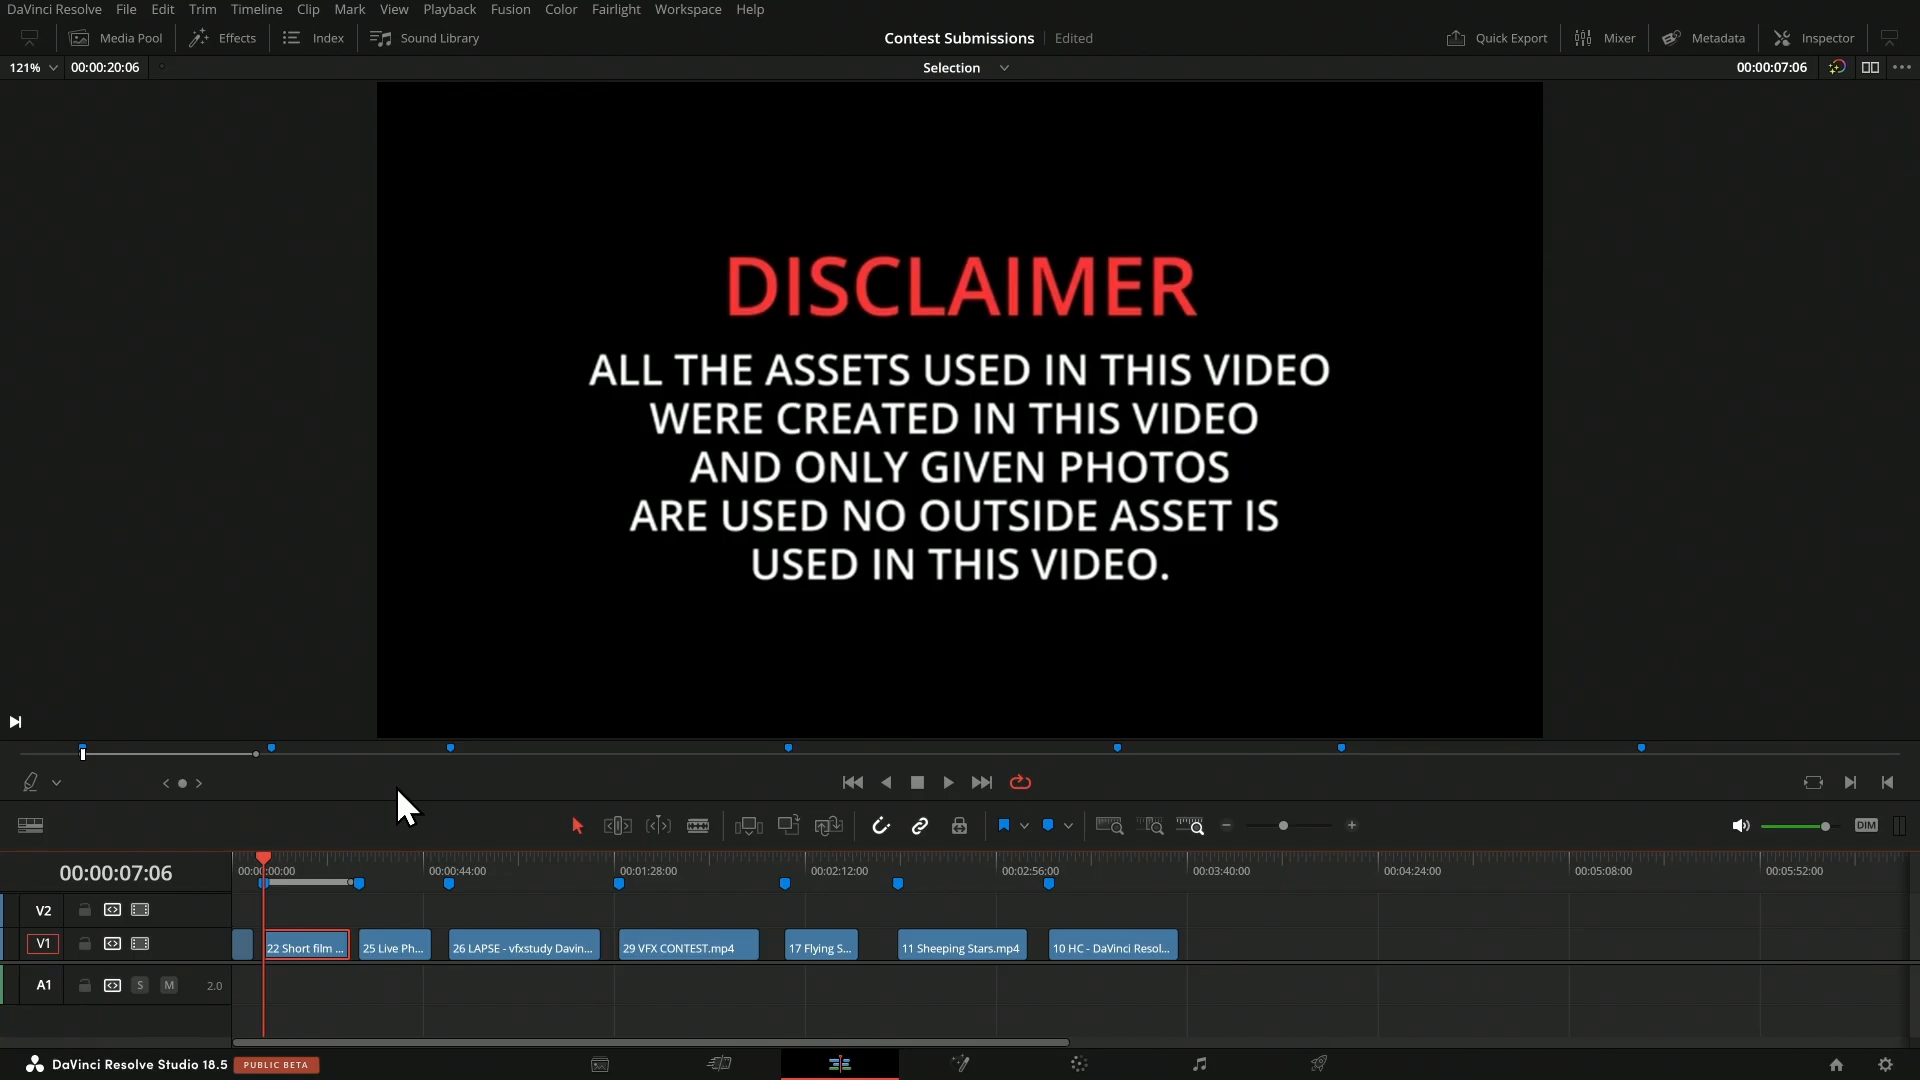 DaVinci Resolve File Edit Trim Timeline Clip Mark View Playback Fusion Color Fairlight Workspace Help
Media Pool Effects Index Sound Library Contest Submissions Edited Quick Export Mixer Metadata Inspector
121% 00:00:20:06 Selection 00:00:07:06
DISCLAIMER
ALL THE ASSETS USED IN THIS VIDEO
WERE CREATED IN THIS VIDEO
AND ONLY GIVEN PHOTOS
ARE USED NO OUTSIDE ASSET IS
USED IN THIS VIDEO.
DIM
00:00:07:06 00:00:00:00 00:00:44:00 00:01:28:00 00:02:12:00 00:02:56:00 00:03:40:00 00:04:24:00 00:05:08:00 00:05:52:00
V2
V1 22 Short film ... 25 Live Ph... 26 LAPSE - vfxstudy Davin... 29 VFX CONTEST.mp4 17 Flying S... 11 Sheeping Stars.mp4 10 HC - DaVinci Resol...
A1 S M 2.0
DaVinci Resolve Studio 18.5 PUBLIC BETA